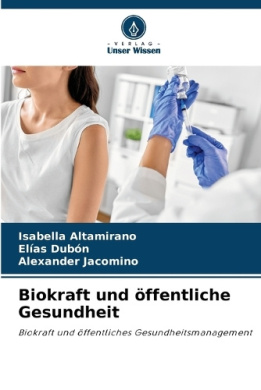 - VERLAG -
Unser Wissen
Isabella Altamirano
Elías Dubón
Alexander Jacomino
Biokraft und öffentliche
Gesundheit
Biokraft und öffentliches Gesundheitsmanagement